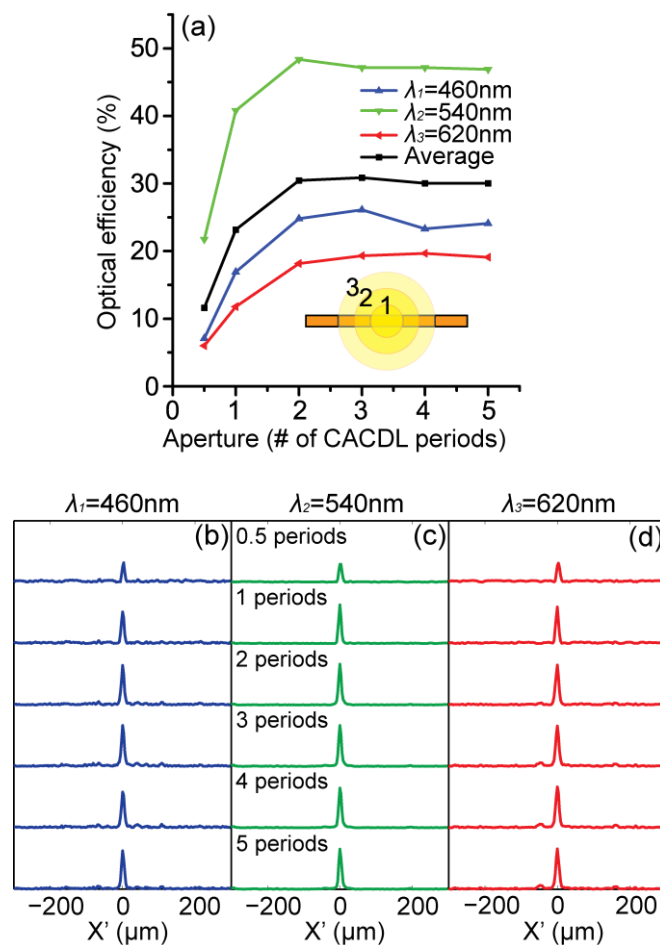 (a)
50
40
30
20
10
0
Optical efficiency (%)
λ1=460nm
λ2=540nm
λ3=620nm
Average
3 2 1
0 1 2 3 4 5
Aperture (# of CACDL periods)
λ1=460nm λ2=540nm λ3=620nm
(b) (c) (d)
0.5 periods
1 periods
2 periods
3 periods
4 periods
5 periods
−200 0 200 −200 0 200 −200 0 200
X' (μm) X' (μm) X' (μm)